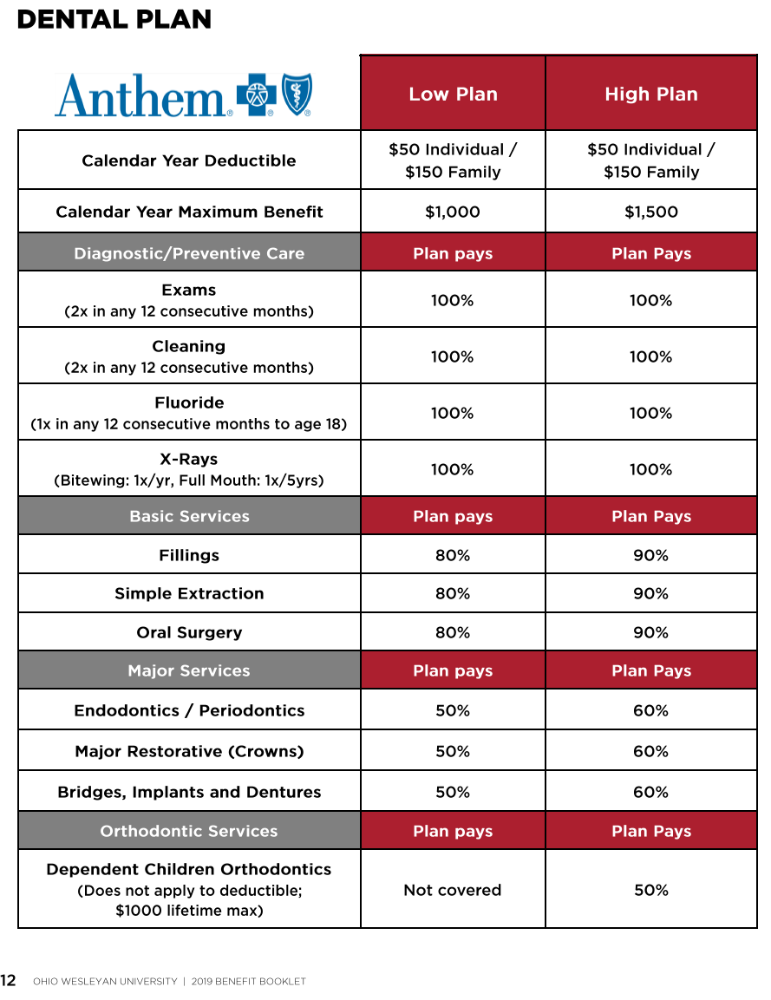 DENTAL PLAN
Anthem
Low Plan
High Plan
Calendar Year Deductible
$50 Individual /
$150 Family
$50 Individual /
$150 Family
Calendar Year Maximum Benefit
$1,000
$1,500
Diagnostic/Preventive Care
Plan pays
Plan Pays
Exams
(2x in any 12 consecutive months)
100%
100%
Cleaning
(2x in any 12 consecutive months)
100%
100%
Fluoride
(1x in any 12 consecutive months to age 18)
100%
100%
X-Rays
(Bitewing: 1x/yr, Full Mouth: 1x/5yrs)
100%
100%
Basic Services
Plan pays
Plan Pays
Fillings
80%
90%
Simple Extraction
80%
90%
Oral Surgery
80%
90%
Major Services
Plan pays
Plan Pays
Endodontics / Periodontics
50%
60%
Major Restorative (Crowns)
50%
60%
Bridges, Implants and Dentures
50%
60%
Orthodontic Services
Plan pays
Plan Pays
Dependent Children Orthodontics
(Does not apply to deductible;
$1000 lifetime max)
Not covered
50%
12 OHIO WESLEYAN UNIVERSITY | 2019 BENEFIT BOOKLET